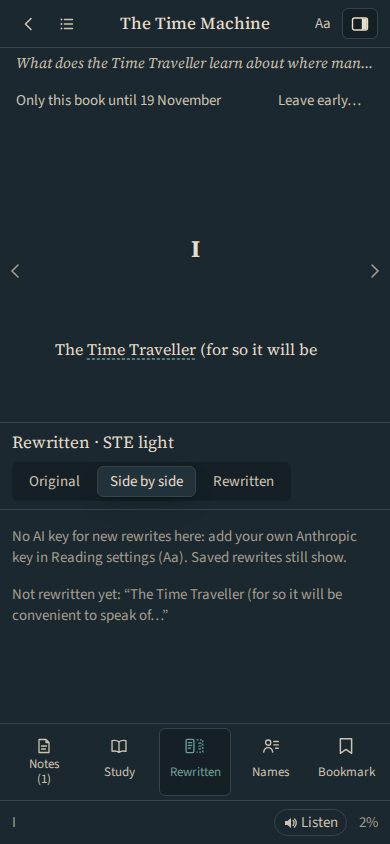 The Time Machine
Aa
What does the Time Traveller learn about where man...
Only this book until 19 November
Leave early...
I
The Time Traveller (for so it will be
Rewritten · STE light
Original
Side by side
Rewritten
No AI key for new rewrites here: add your own Anthropic
key in Reading settings (Aa). Saved rewrites still show.
Not rewritten yet: “The Time Traveller (for so it will be
convenient to speak of…”
Notes
(1)
Study
Rewritten
Names
Bookmark
I
Listen
2%